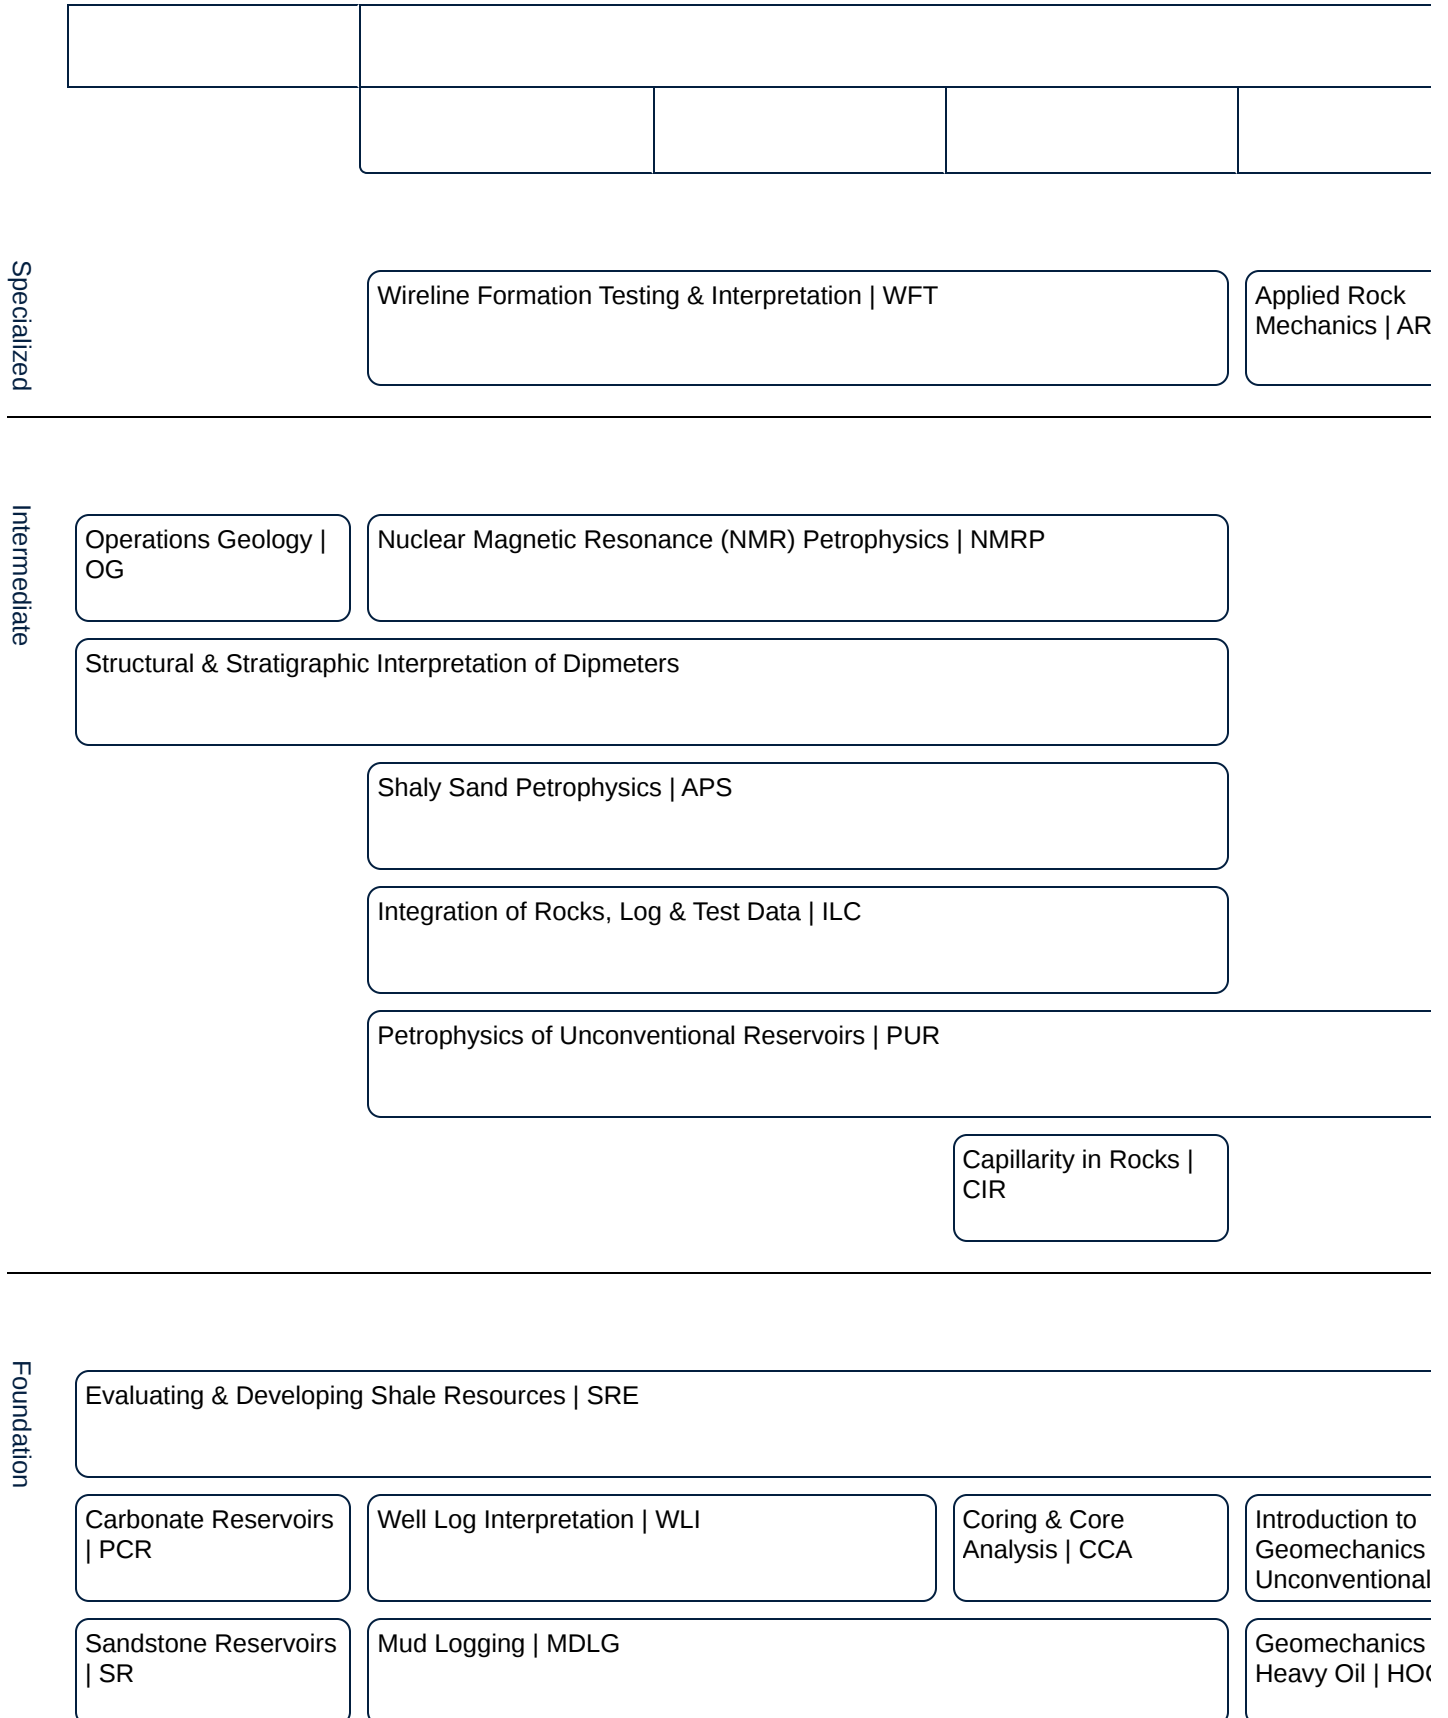 Specialized
Wireline Formation Testing & Interpretation | WFT
Applied Rock
Mechanics | AR
Intermediate
Operations Geology |
OG
Nuclear Magnetic Resonance (NMR) Petrophysics | NMRP
Structural & Stratigraphic Interpretation of Dipmeters
Shaly Sand Petrophysics | APS
Integration of Rocks, Log & Test Data | ILC
Petrophysics of Unconventional Reservoirs | PUR
Capillarity in Rocks |
CIR
Foundation
Evaluating & Developing Shale Resources | SRE
Carbonate Reservoirs
| PCR
Well Log Interpretation | WLI
Coring & Core
Analysis | CCA
Introduction to
Geomechanics
Unconventional
Sandstone Reservoirs
| SR
Mud Logging | MDLG
Geomechanics
Heavy Oil | HO